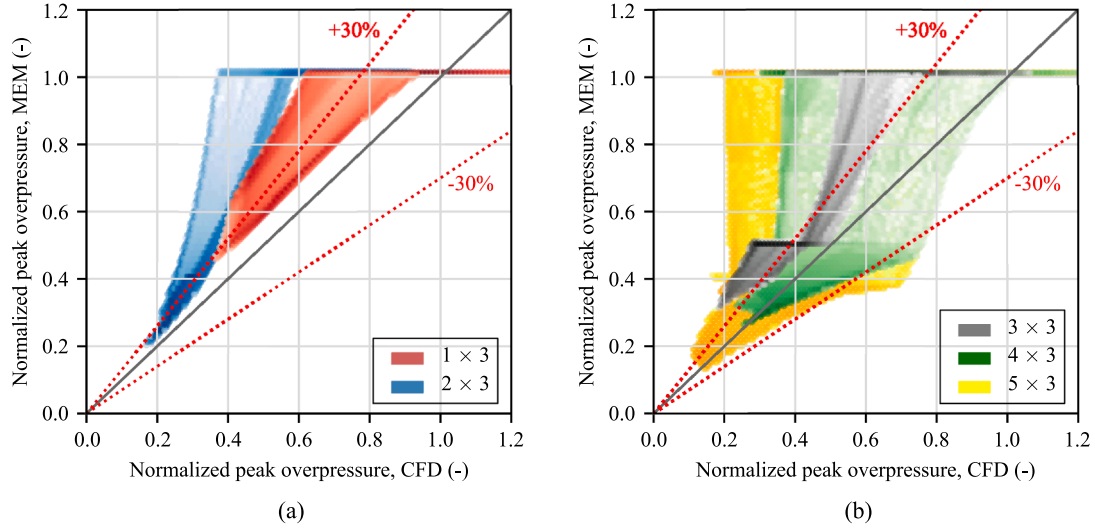 Normalized peak overpressure, MEM (-)
1.2
1.0
0.8
0.6
0.4
0.2
0.0
+30%
-30%
1 × 3
2 × 3
0.0 0.2 0.4 0.6 0.8 1.0 1.2
Normalized peak overpressure, CFD (-)
(a)
Normalized peak overpressure, MEM (-)
1.2
1.0
0.8
0.6
0.4
0.2
0.0
+30%
-30%
3 × 3
4 × 3
5 × 3
0.0 0.2 0.4 0.6 0.8 1.0 1.2
Normalized peak overpressure, CFD (-)
(b)